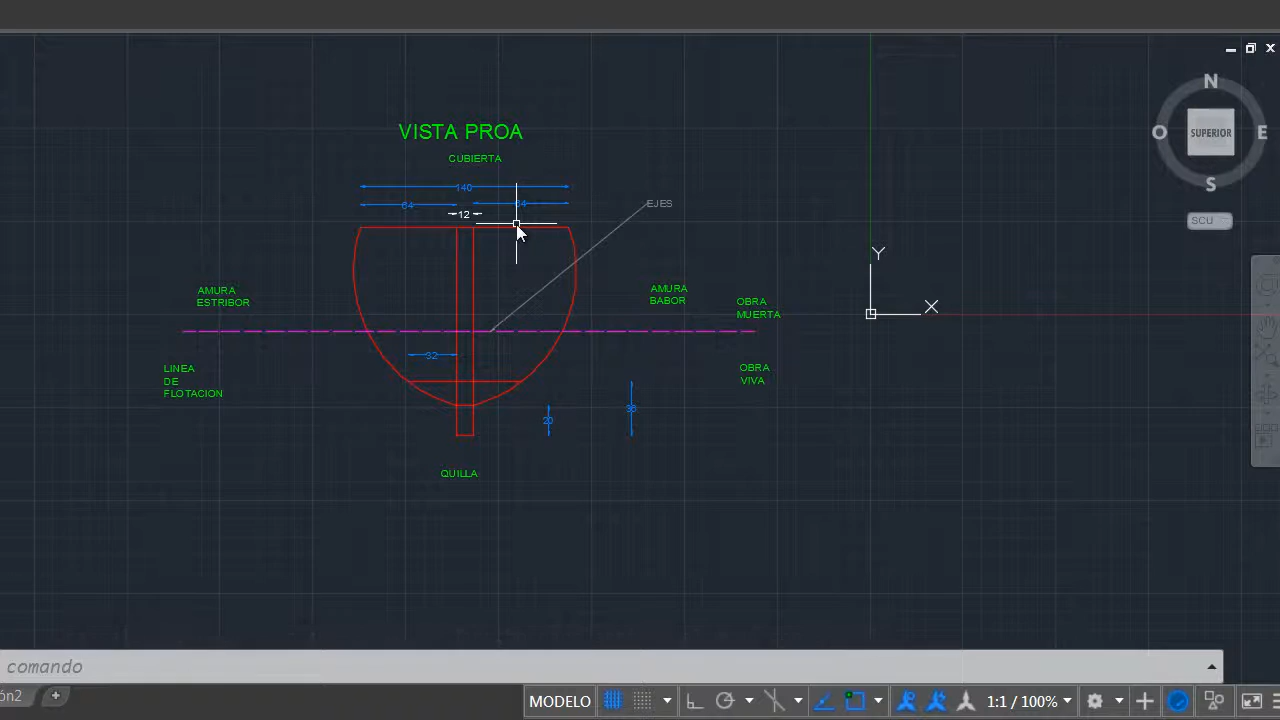 N
O
SUPERIOR
E
S
SCU
VISTA PROA
CUBIERTA
140
64
64
12
EJES
AMURA
ESTRIBOR
AMURA
BABOR
OBRA
MUERTA
32
LINEA
DE
FLOTACION
OBRA
VIVA
20
QUILLA
Y
X
comando
ón2
MODELO
1:1 / 100%